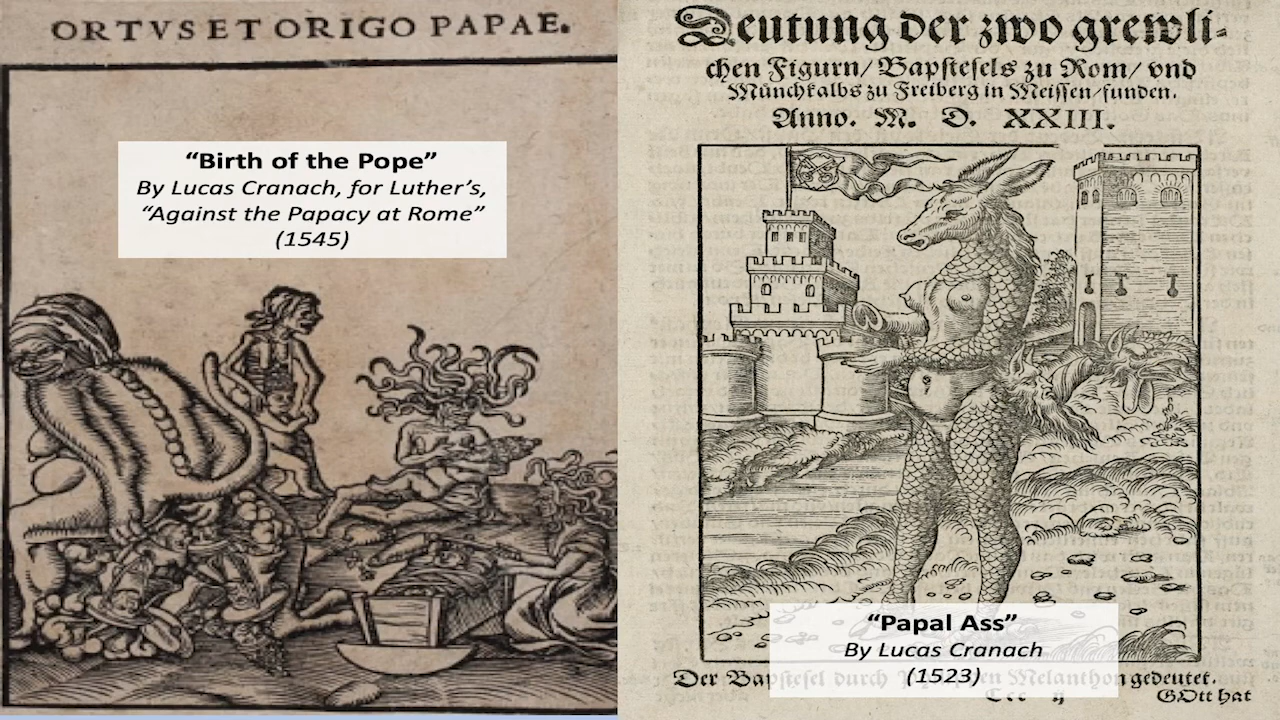 ORTVS ET ORIGO PAPAE.
“Birth of the Pope”
By Lucas Cranach, for Luther’s,
“Against the Papacy at Rome”
(1545)
Deutung der zwo grewli-
chen Figurn/ Bapstesels zu Rom/ vnd
Münchkalbs zu Freiberg in Meissen funden.
Anno. M. D. XXIII.
“Papal Ass”
By Lucas Cranach
(1523)
Der Bapstesel durch Melanthon gedeutet.
GOtt hat